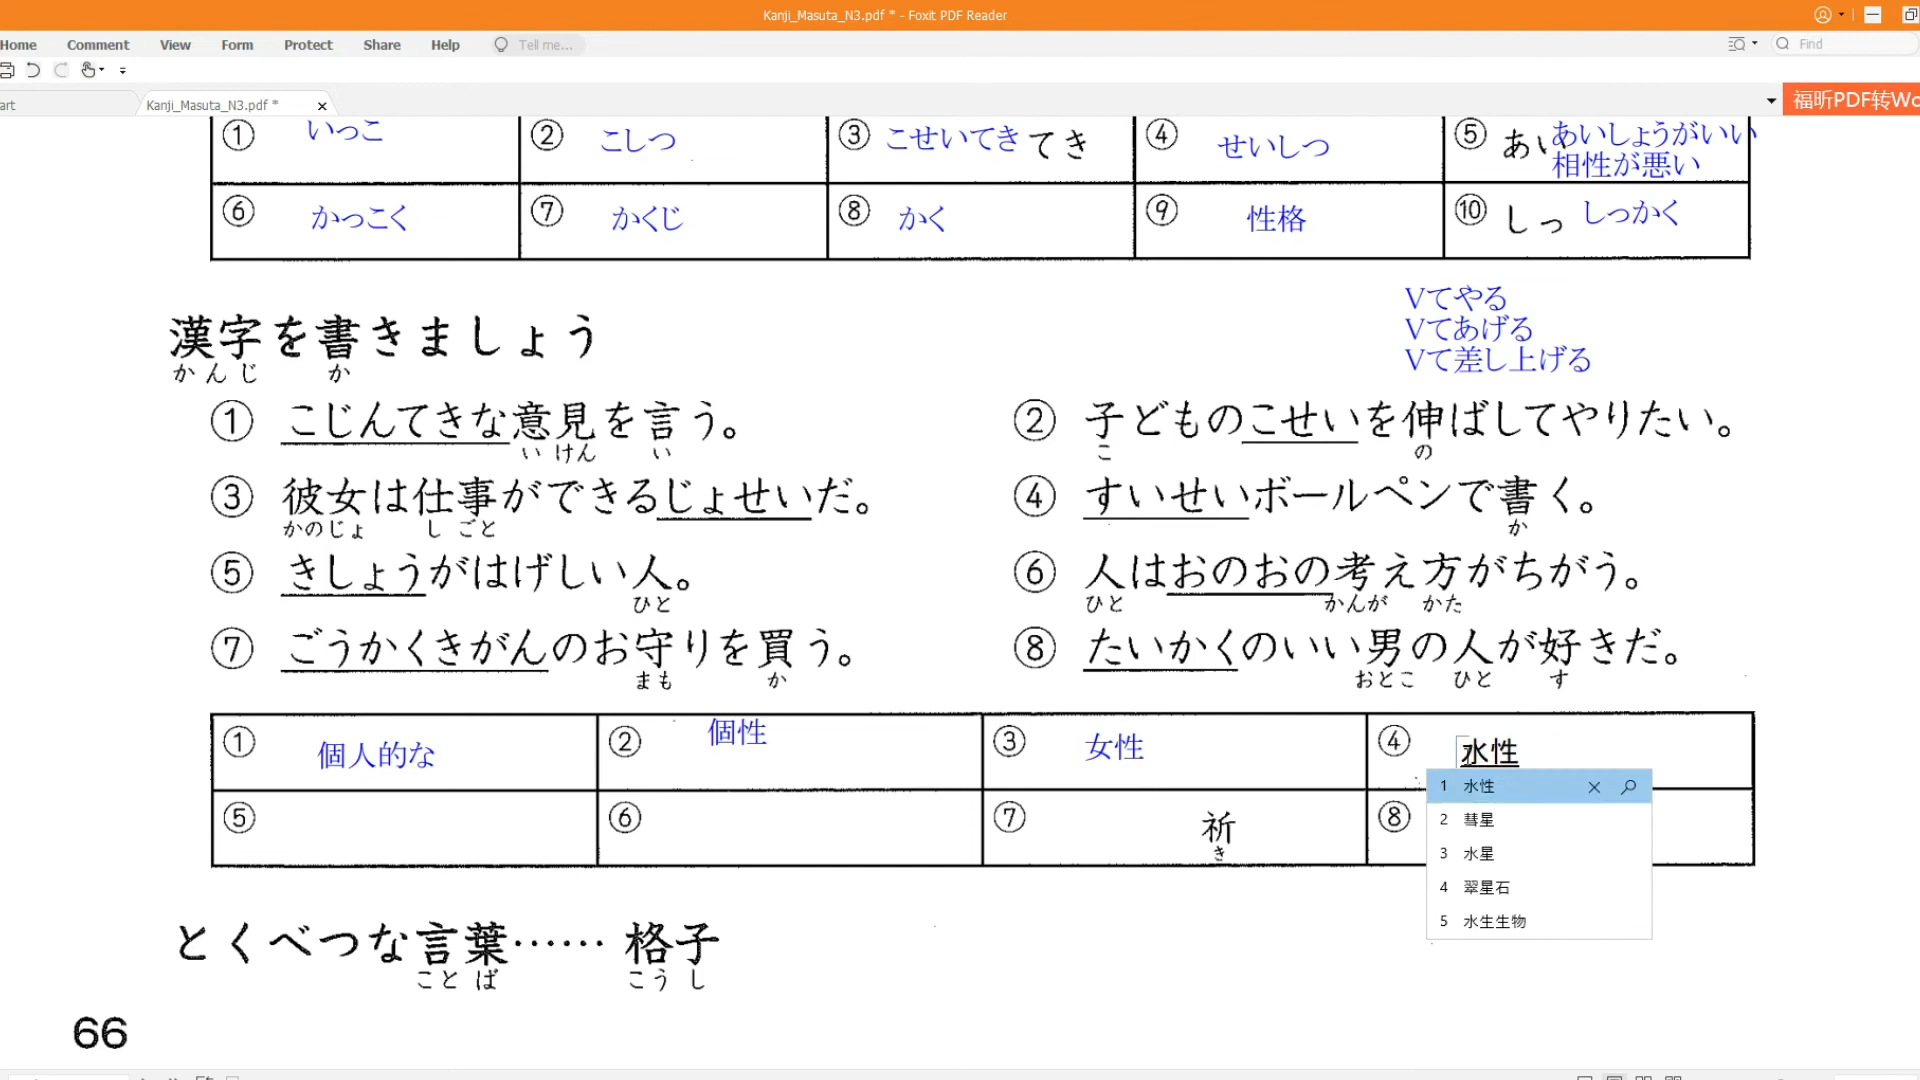 Kanji_Masuta_N3.pdf * - Foxit PDF Reader
Home Comment View Form Protect Share Help Tell me... Find
art Kanji_Masuta_N3.pdf * 福昕PDF转Wo
① いっこ ② こしつ ③ こせいてき てき ④ せいしつ ⑤ あい あいしょうがいい
相性が悪い
⑥ かっこく ⑦ かくじ ⑧ かく ⑨ 性格 ⑩ しっ しっかく
Vてやる
Vてあげる
Vて差し上げる
漢字を書きましょう
かんじ か
① こじんてきな意見を言う。 ② 子どものこせいを伸ばしてやりたい。
いけん い こ の
③ 彼女は仕事ができるじょせいだ。 ④ すいせいボールペンで書く。
かのじょ しごと か
⑤ きしょうがはげしい人。 ⑥ 人はおのおの考え方がちがう。
ひと ひと かんが かた
⑦ ごうかくきがんのお守りを買う。 ⑧ たいかくのいい男の人が好きだ。
まも か おとこ ひと す
① 個人的な ② 個性 ③ 女性 ④ 水性
1 水性
⑤ ⑥ ⑦ 祈 ⑧
き
2 彗星
3 水星
4 翠星石
5 水生生物
とくべつな言葉…… 格子
ことば こうし
66